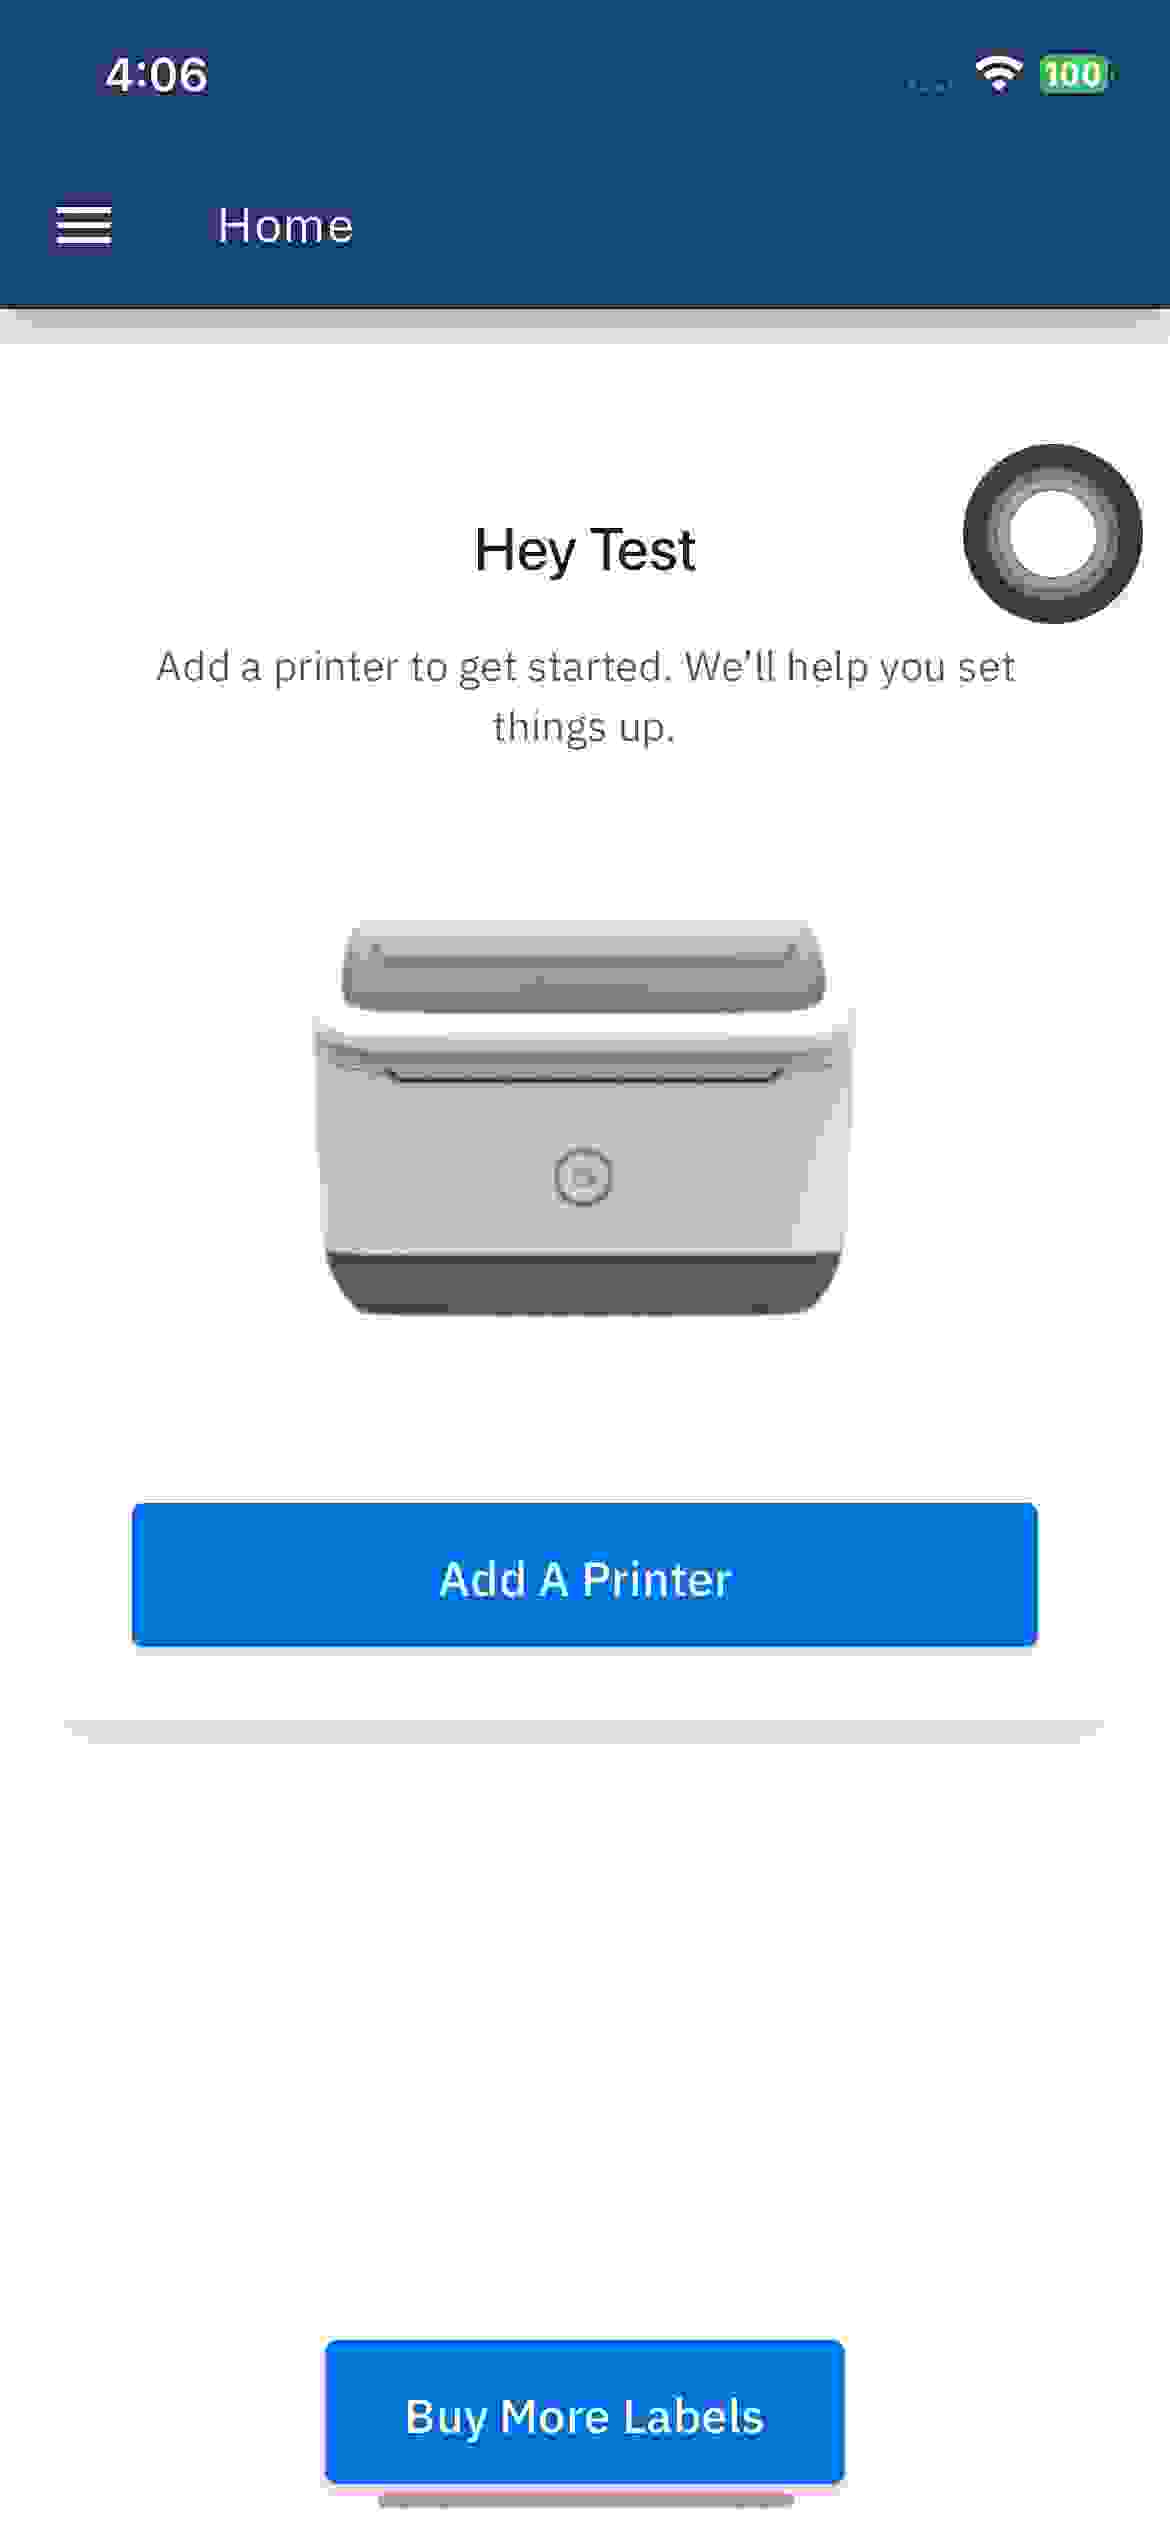 4:06
100
Home
Hey Test
Add a printer to get started. We'll help you set
things up.
Add A Printer
Buy More Labels